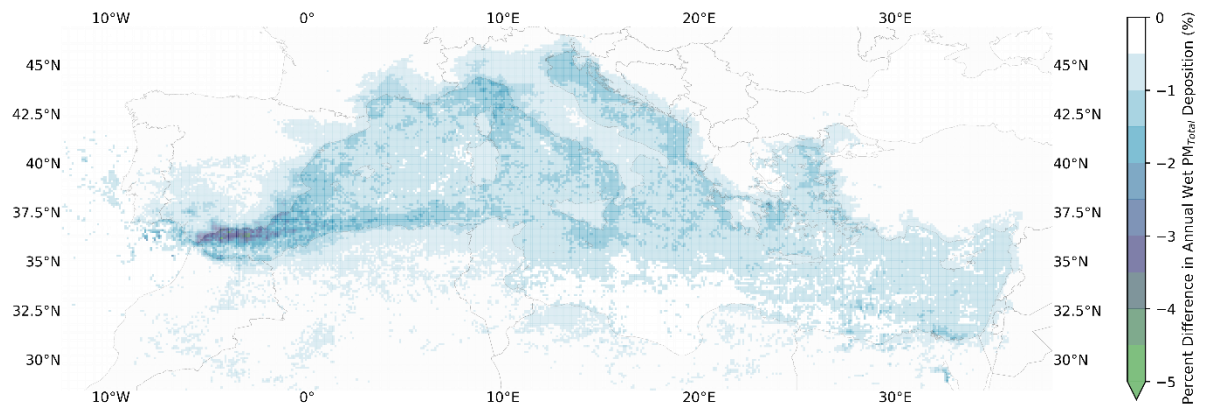 10°W 0° 10°E 20°E 30°E
45°N 45°N
42.5°N 42.5°N
40°N 40°N
37.5°N 37.5°N
35°N 35°N
32.5°N 32.5°N
30°N 30°N
10°W 0° 10°E 20°E 30°E
0
−1
−2
−3
−4
−5
Percent Difference in Annual Wet PM_Total Deposition (%)